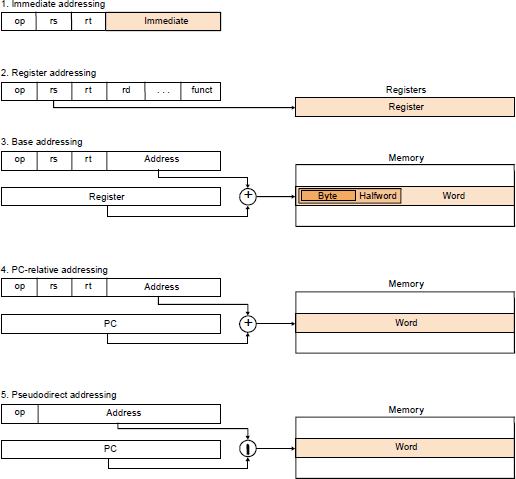 1. Immediate addressing
op rs rt Immediate
2. Register addressing
op rs rt rd . . . funct
Registers
Register
3. Base addressing
op rs rt Address
Memory
Register
+
Byte Halfword Word
4. PC-relative addressing
op rs rt Address
Memory
PC
+
Word
5. Pseudodirect addressing
op Address
Memory
PC
Word